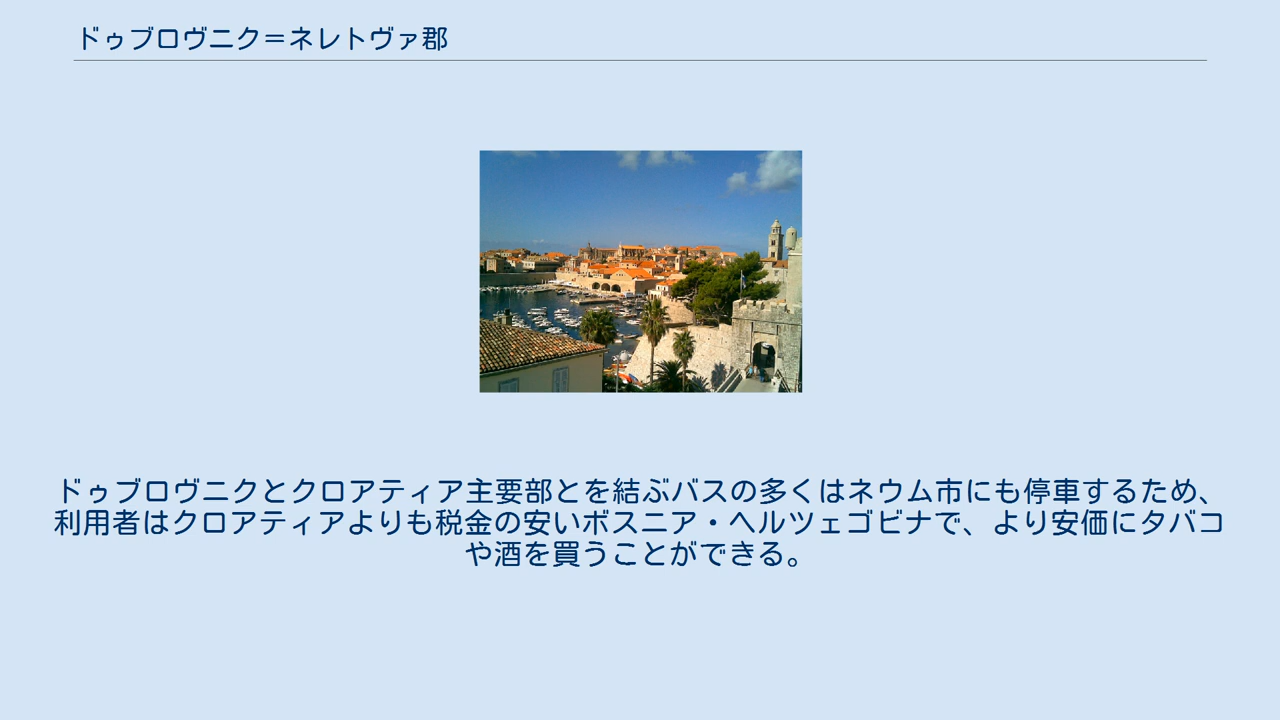 ドゥブロヴニク＝ネレトヴァ郡
ドゥブロヴニクとクロアティア主要部とを結ぶバスの多くはネウム市にも停車するため、
利用者はクロアティアよりも税金の安いボスニア・ヘルツェゴビナで、より安価にタバコ
や酒を買うことができる。